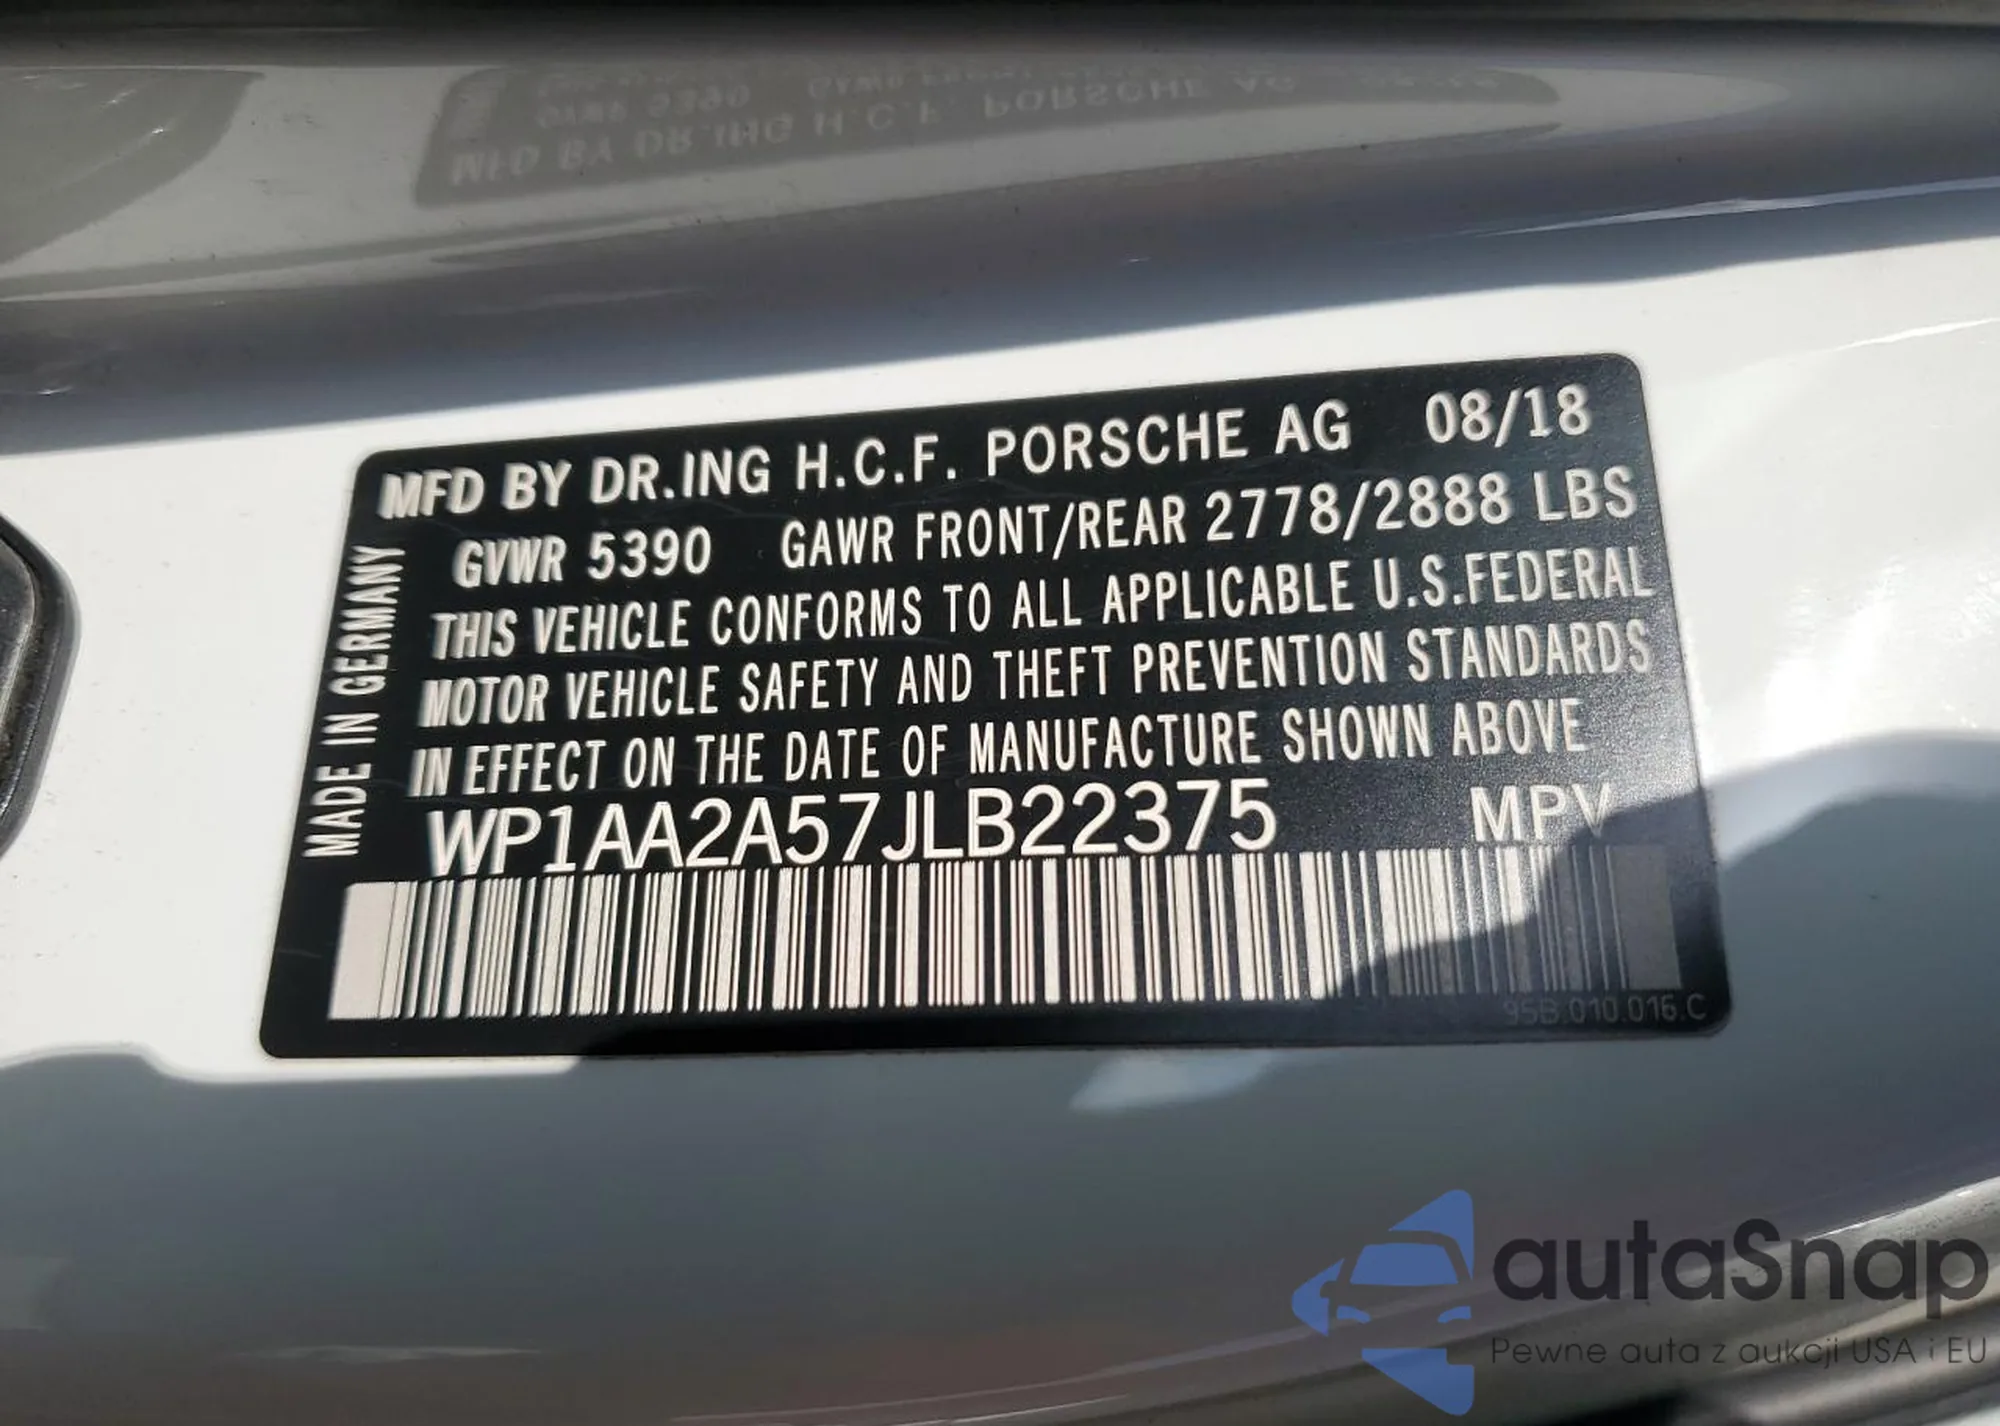 MFD BY DR.ING H.C.F. PORSCHE AG 08/18
GVWR 5390 GAWR FRONT/REAR 2778/2888 LBS
THIS VEHICLE CONFORMS TO ALL APPLICABLE U.S.FEDERAL
MOTOR VEHICLE SAFETY AND THEFT PREVENTION STANDARDS
IN EFFECT ON THE DATE OF MANUFACTURE SHOWN ABOVE
WP1AA2A57JLB22375 MPV
MADE IN GERMANY
95B.010.016.C
autaSnap
Pewne auta z aukcji USA i EU